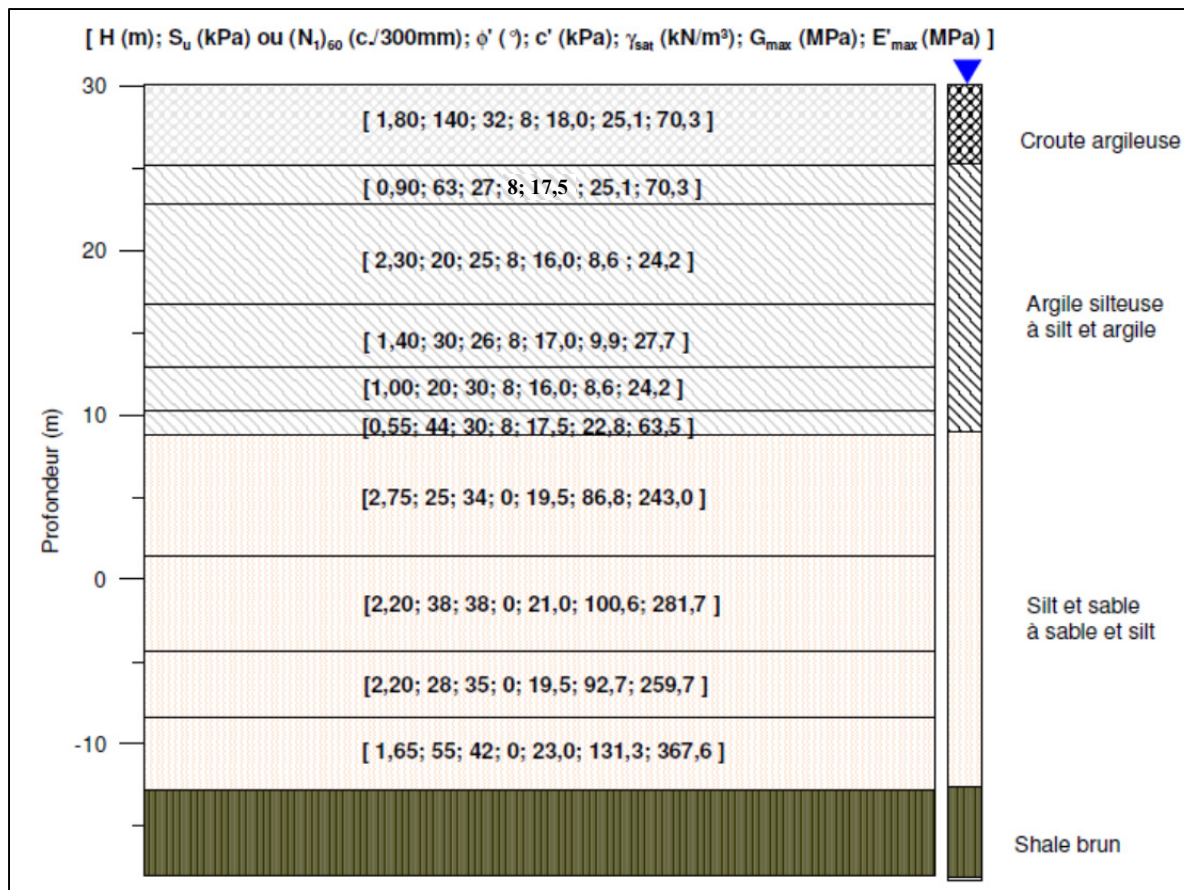 [ H (m); Su (kPa) ou (N1)60 (c./300mm); ϕ' (°); c' (kPa); γsat (kN/m³); Gmax (MPa); E'max (MPa) ]
30
[ 1,80; 140; 32; 8; 18,0; 25,1; 70,3 ]
Croute argileuse
[ 0,90; 63; 27; 8; 17,5 ; 25,1; 70,3 ]
20
[ 2,30; 20; 25; 8; 16,0; 8,6 ; 24,2 ]
Argile silteuse
à silt et argile
[ 1,40; 30; 26; 8; 17,0; 9,9; 27,7 ]
[1,00; 20; 30; 8; 16,0; 8,6; 24,2 ]
10
[0,55; 44; 30; 8; 17,5; 22,8; 63,5 ]
Profondeur (m)
[2,75; 25; 34; 0; 19,5; 86,8; 243,0 ]
0
[2,20; 38; 38; 0; 21,0; 100,6; 281,7 ]
Silt et sable
à sable et silt
[2,20; 28; 35; 0; 19,5; 92,7; 259,7 ]
-10
[ 1,65; 55; 42; 0; 23,0; 131,3; 367,6 ]
Shale brun